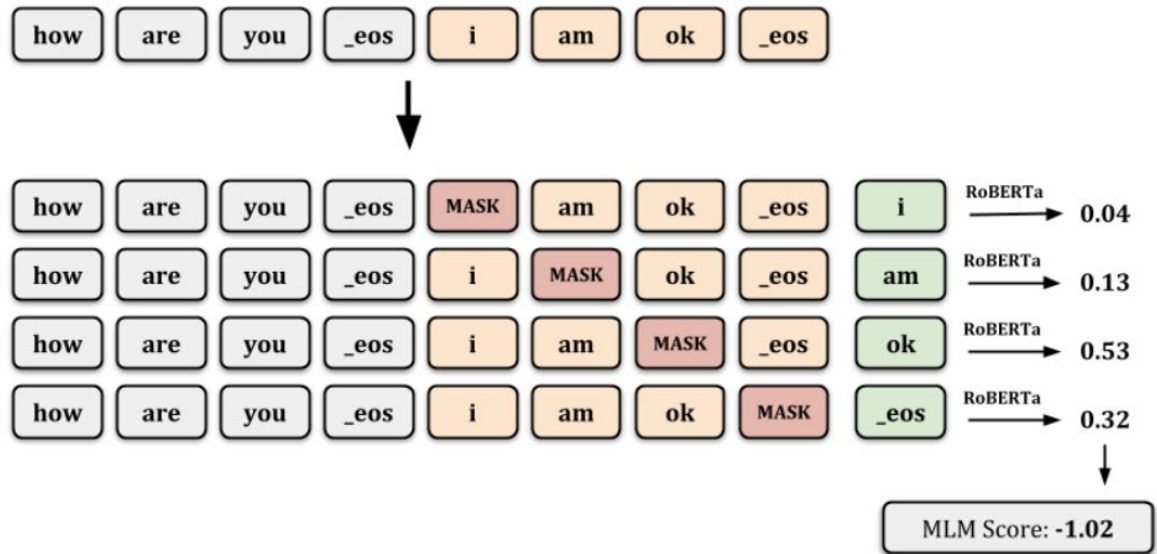 how are you _eos i am ok _eos
how are you _eos MASK am ok _eos i RoBERTa 0.04
how are you _eos i MASK ok _eos am RoBERTa 0.13
how are you _eos i am MASK _eos ok RoBERTa 0.53
how are you _eos i am ok MASK _eos RoBERTa 0.32
MLM Score: -1.02